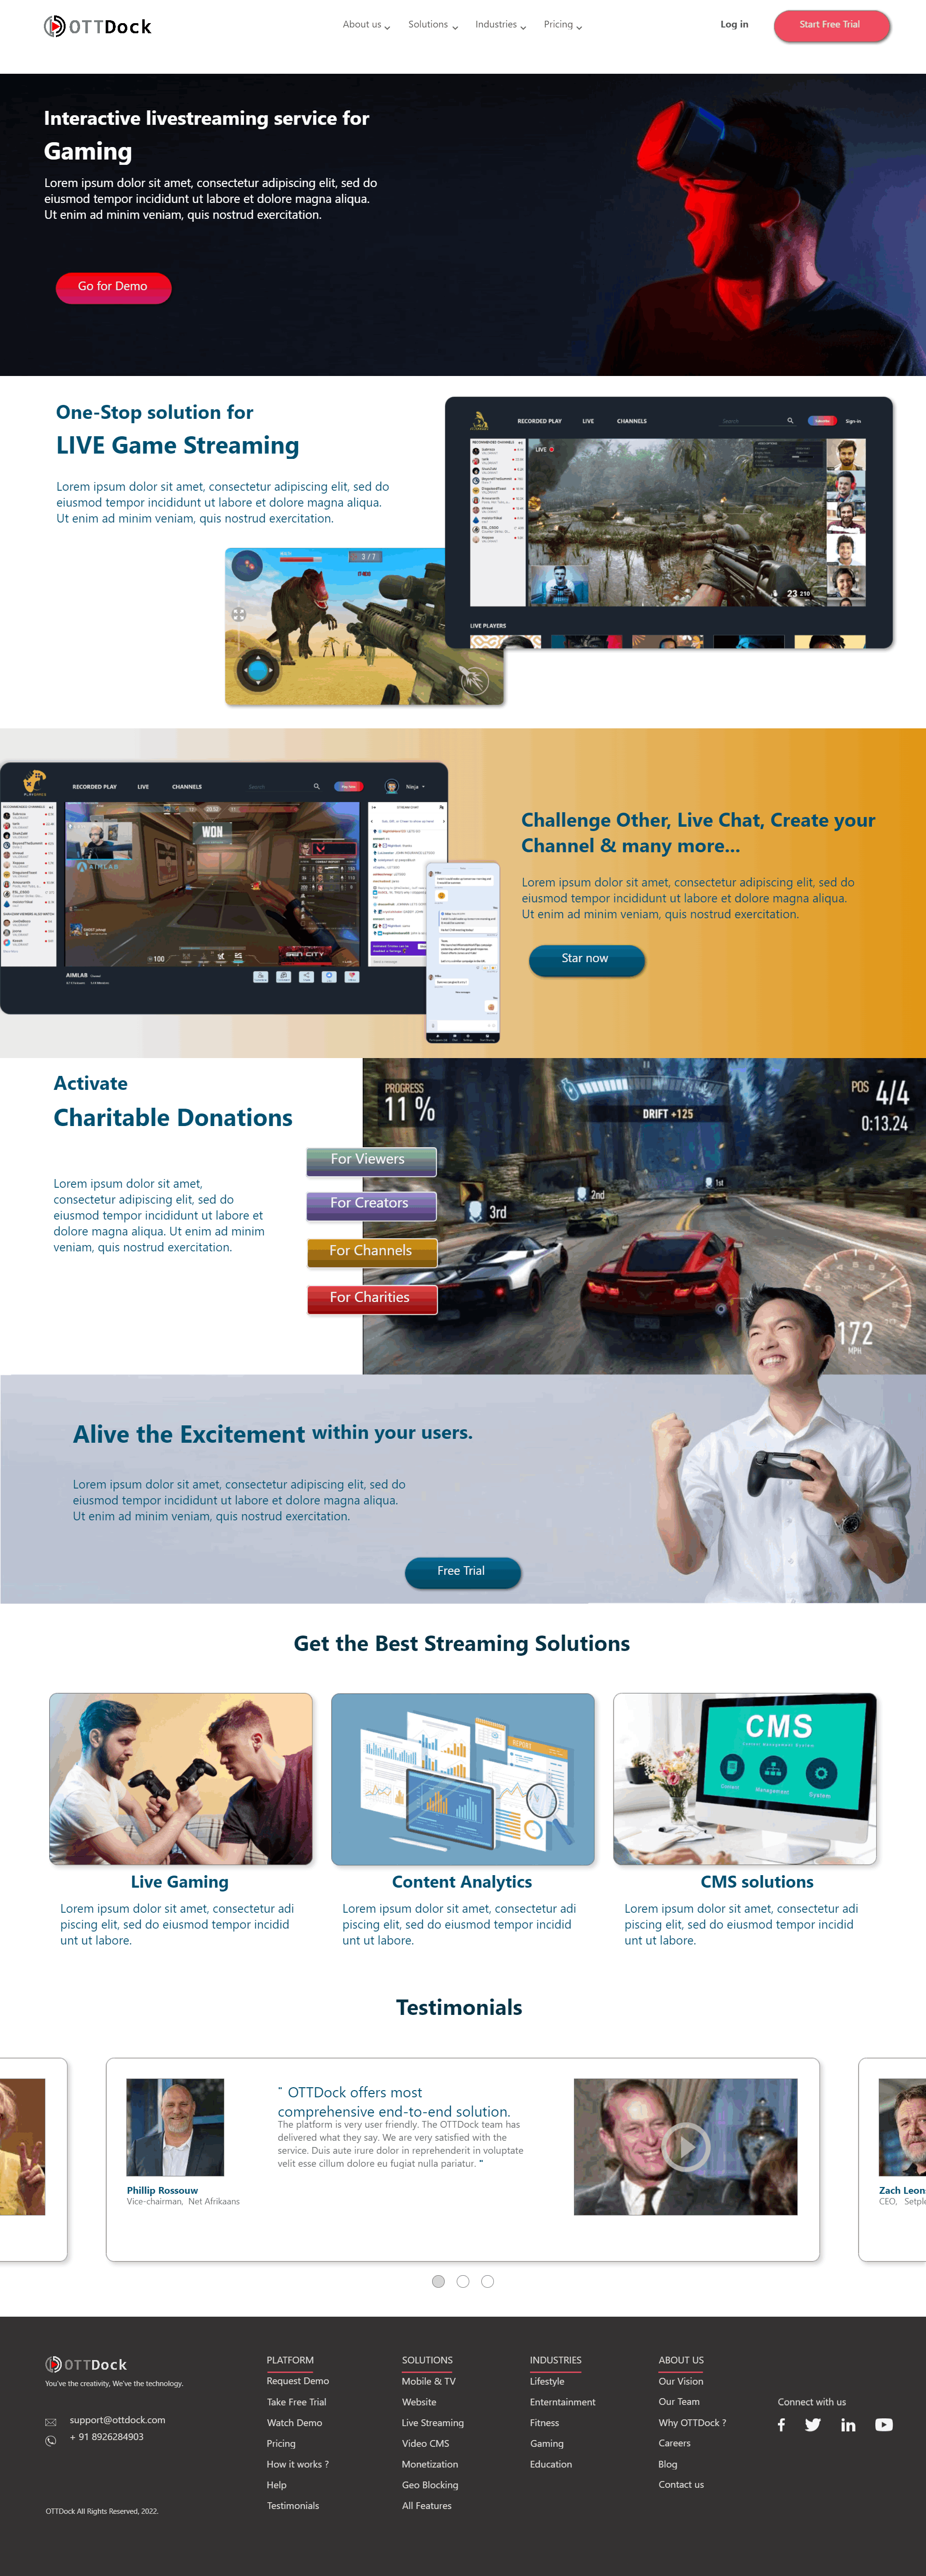 OTTDock
About us
Solutions
Industries
Pricing
Log in
Start Free Trial
Interactive livestreaming service for
Gaming
Lorem ipsum dolor sit amet, consectetur adipiscing elit, sed do
eiusmod tempor incididunt ut labore et dolore magna aliqua.
Ut enim ad minim veniam, quis nostrud exercitation.
Go for Demo
One-Stop solution for
LIVE Game Streaming
Lorem ipsum dolor sit amet, consectetur adipiscing elit, sed do
eiusmod tempor incididunt ut labore et dolore magna aliqua.
Ut enim ad minim veniam, quis nostrud exercitation.
RECORDED PLAY
LIVE
CHANNELS
Search
Sign-in
LIVE
23 210
LIVE PLAYERS
3 / 7
RECORDED PLAY
LIVE
CHANNELS
Search
Ninja
STREAM CHAT
WON
AIMLAB
100
SEN CITY
AIMLAB
Challenge Other, Live Chat, Create your
Channel & many more...
Lorem ipsum dolor sit amet, consectetur adipiscing elit, sed do
eiusmod tempor incididunt ut labore et dolore magna aliqua.
Ut enim ad minim veniam, quis nostrud exercitation.
Star now
Activate
Charitable Donations
Lorem ipsum dolor sit amet,
consectetur adipiscing elit, sed do
eiusmod tempor incididunt ut labore et
dolore magna aliqua. Ut enim ad minim
veniam, quis nostrud exercitation.
For Viewers
For Creators
For Channels
For Charities
PROGRESS
11 %
DRIFT +125
POS 4/4
0:13.24
1st
2nd
3rd
172
MPH
Alive the Excitement within your users.
Lorem ipsum dolor sit amet, consectetur adipiscing elit, sed do
eiusmod tempor incididunt ut labore et dolore magna aliqua.
Ut enim ad minim veniam, quis nostrud exercitation.
Free Trial
Get the Best Streaming Solutions
REPORT
CMS
Content Management System
Content
Management
System
Live Gaming
Lorem ipsum dolor sit amet, consectetur adi
piscing elit, sed do eiusmod tempor incidid
unt ut labore.
Content Analytics
Lorem ipsum dolor sit amet, consectetur adi
piscing elit, sed do eiusmod tempor incidid
unt ut labore.
CMS solutions
Lorem ipsum dolor sit amet, consectetur adi
piscing elit, sed do eiusmod tempor incidid
unt ut labore.
Testimonials
" OTTDock offers most
comprehensive end-to-end solution.
The platform is very user friendly. The OTTDock team has
delivered what they say. We are very satisfied with the
service. Duis aute irure dolor in reprehenderit in voluptate
velit esse cillum dolore eu fugiat nulla pariatur. "
Phillip Rossouw
Vice-chairman, Net Afrikaans
Zach Leon
CEO, Setpl
OTTDock
You've the creativity, We've the technology.
support@ottdock.com
+ 91 8926284903
OTTDock All Rights Reserved, 2022.
PLATFORM
Request Demo
Take Free Trial
Watch Demo
Pricing
How it works ?
Help
Testimonials
SOLUTIONS
Mobile & TV
Website
Live Streaming
Video CMS
Monetization
Geo Blocking
All Features
INDUSTRIES
Lifestyle
Enterntainment
Fitness
Gaming
Education
ABOUT US
Our Vision
Our Team
Why OTTDock ?
Careers
Blog
Contact us
Connect with us